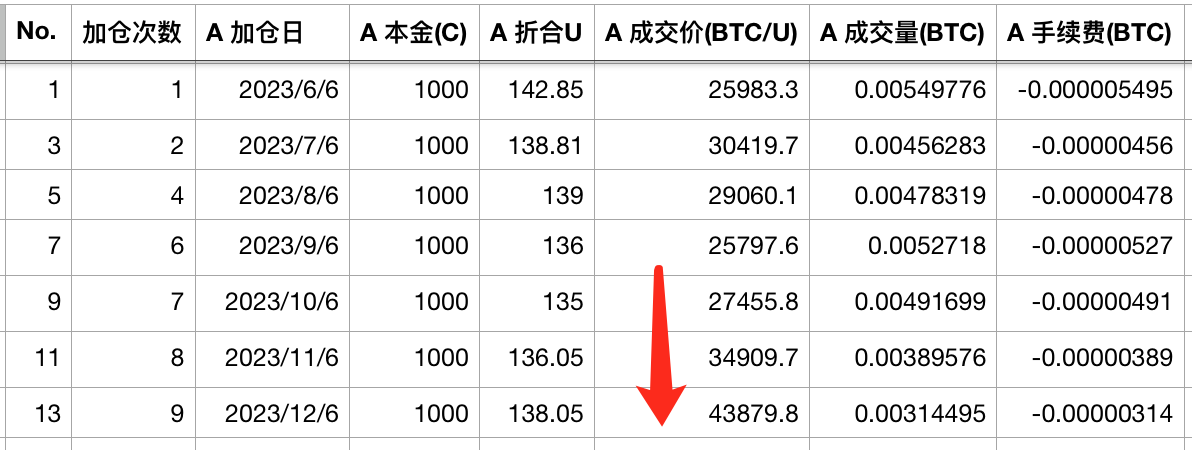 No. 加仓次数 A 加仓日 A 本金(C) A 折合U A 成交价(BTC/U) A 成交量(BTC) A 手续费(BTC)
1 1 2023/6/6 1000 142.85 25983.3 0.00549776 -0.000005495
3 2 2023/7/6 1000 138.81 30419.7 0.00456283 -0.00000456
5 4 2023/8/6 1000 139 29060.1 0.00478319 -0.00000478
7 6 2023/9/6 1000 136 25797.6 0.0052718 -0.00000527
9 7 2023/10/6 1000 135 27455.8 0.00491699 -0.00000491
11 8 2023/11/6 1000 136.05 34909.7 0.00389576 -0.00000389
13 9 2023/12/6 1000 138.05 43879.8 0.00314495 -0.00000314